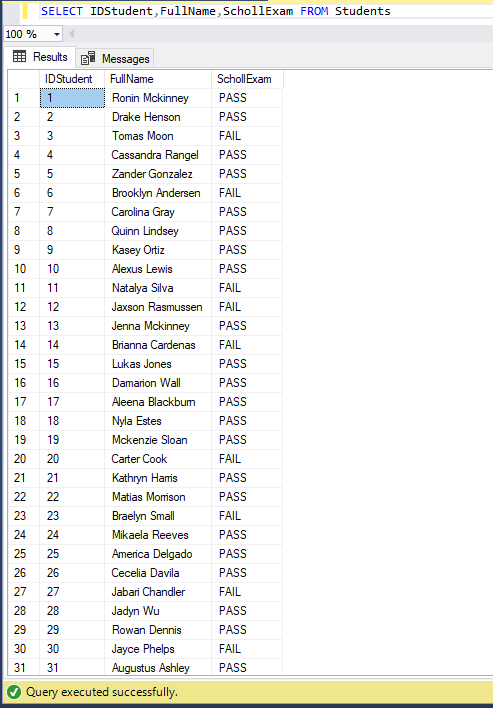 SELECT IDStudent,FullName,SchollExam FROM Students
100 %
Results Messages
IDStudent FullName SchollExam
1 1 Ronin Mckinney PASS
2 2 Drake Henson PASS
3 3 Tomas Moon FAIL
4 4 Cassandra Rangel PASS
5 5 Zander Gonzalez PASS
6 6 Brooklyn Andersen FAIL
7 7 Carolina Gray PASS
8 8 Quinn Lindsey PASS
9 9 Kasey Ortiz PASS
10 10 Alexus Lewis PASS
11 11 Natalya Silva FAIL
12 12 Jaxson Rasmussen FAIL
13 13 Jenna Mckinney PASS
14 14 Brianna Cardenas FAIL
15 15 Lukas Jones PASS
16 16 Damarion Wall PASS
17 17 Aleena Blackburn PASS
18 18 Nyla Estes PASS
19 19 Mckenzie Sloan PASS
20 20 Carter Cook FAIL
21 21 Kathryn Harris PASS
22 22 Matias Morrison PASS
23 23 Braelyn Small FAIL
24 24 Mikaela Reeves PASS
25 25 America Delgado PASS
26 26 Cecelia Davila PASS
27 27 Jabari Chandler FAIL
28 28 Jadyn Wu PASS
29 29 Rowan Dennis PASS
30 30 Jayce Phelps FAIL
31 31 Augustus Ashley PASS
Query executed successfully.